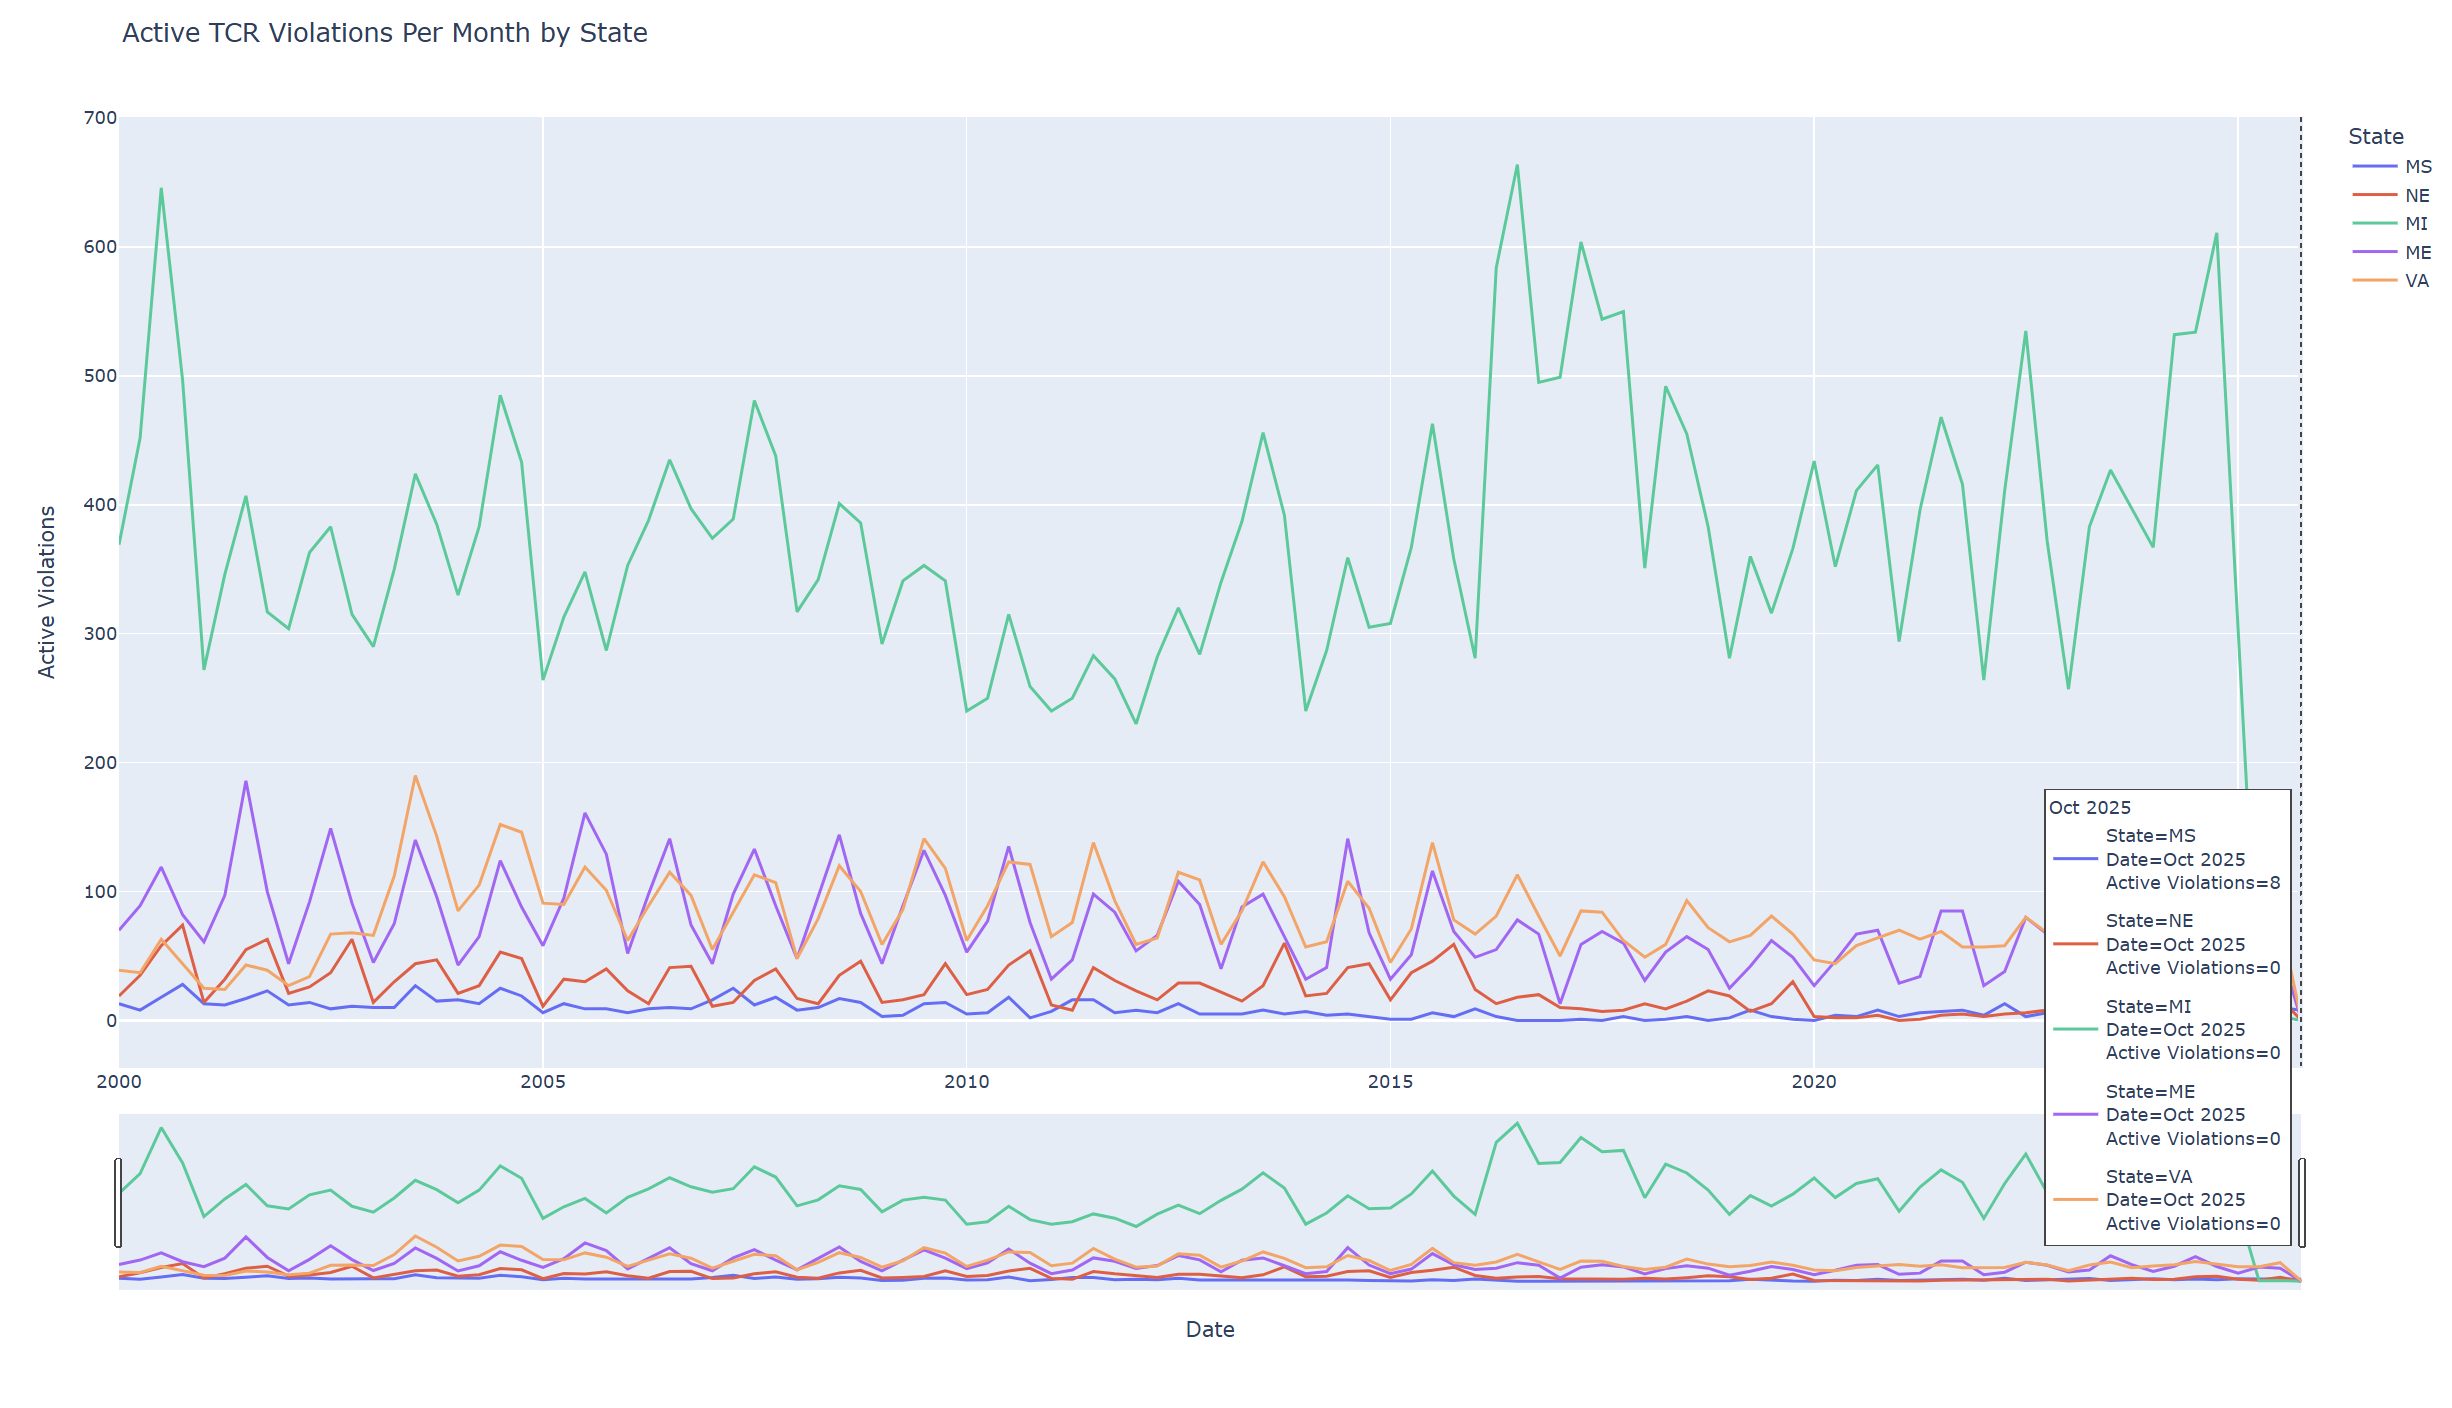 Active TCR Violations Per Month by State
700
600
500
400
300
200
100
0
Active Violations
2000
2005
2010
2015
2020
Date
State
MS
NE
MI
ME
VA
Oct 2025
State=MS
Date=Oct 2025
Active Violations=8
State=NE
Date=Oct 2025
Active Violations=0
State=MI
Date=Oct 2025
Active Violations=0
State=ME
Date=Oct 2025
Active Violations=0
State=VA
Date=Oct 2025
Active Violations=0